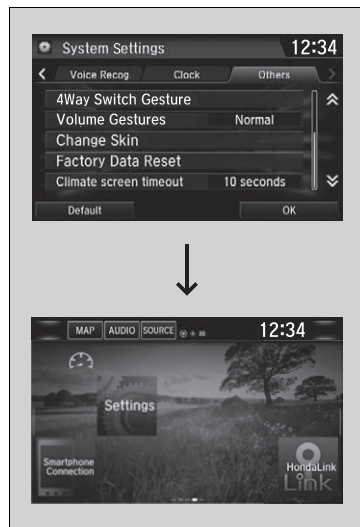 System Settings 12:34
Voice Recog. Clock Others
4Way Switch Gesture
Volume Gestures Normal
Change Skin
Factory Data Reset
Climate screen timeout 10 seconds
Default OK
MAP AUDIO SOURCE 12:34
Settings
Smartphone
Connection
HondaLink
Link